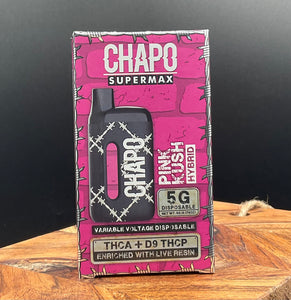 CHAPO
SUPERMAX
CHAPO
PINK
KUSH
HYBRID
5G
DISPOSABLE
VARIABLE VOLTAGE DISPOSABLE
THCA + D9 THCP
ENRICHED WITH LIVE RESIN